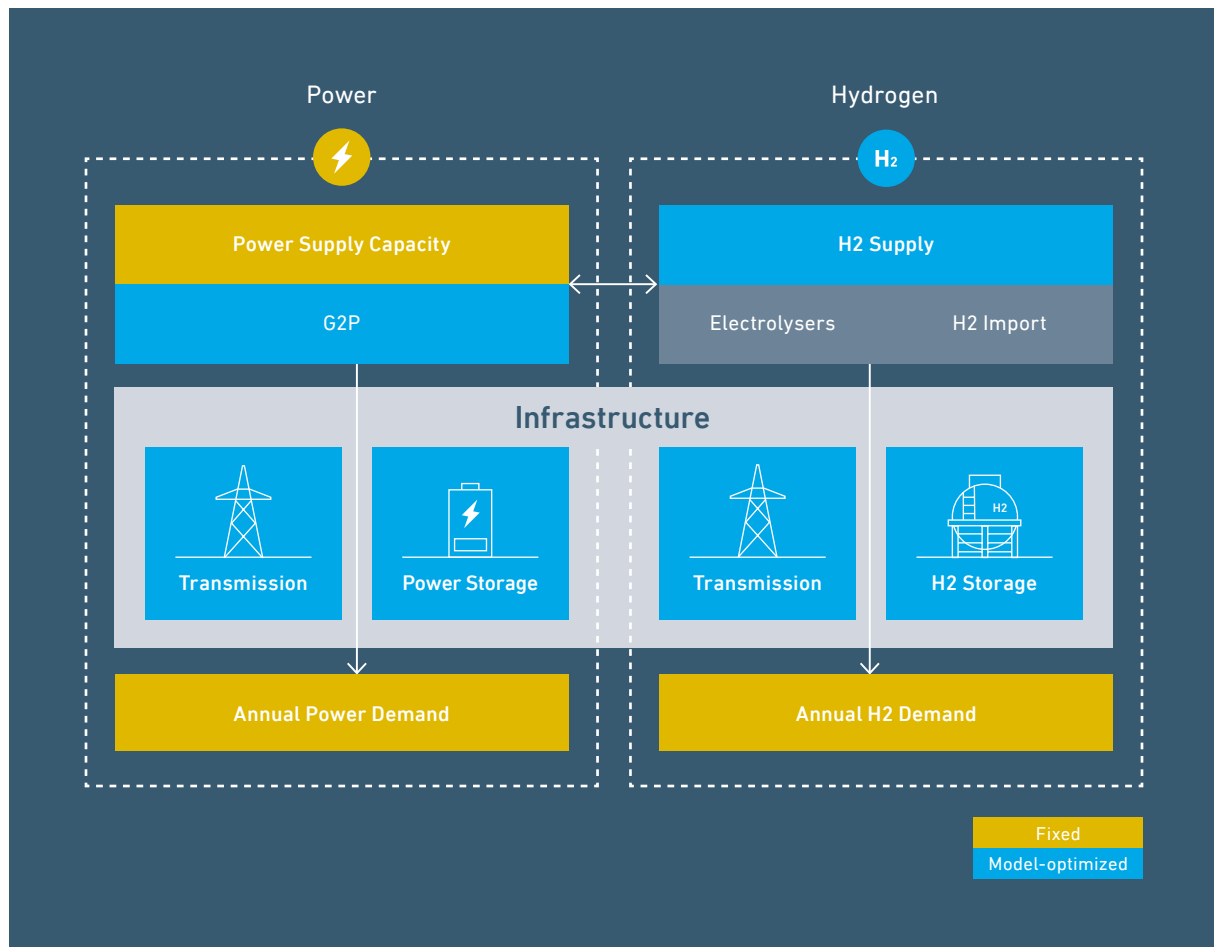 Power
Hydrogen
H₂
Power Supply Capacity
G2P
H2 Supply
Electrolysers
H2 Import
Infrastructure
Transmission
Power Storage
Transmission
H2
H2 Storage
Annual Power Demand
Annual H2 Demand
Fixed
Model-optimized